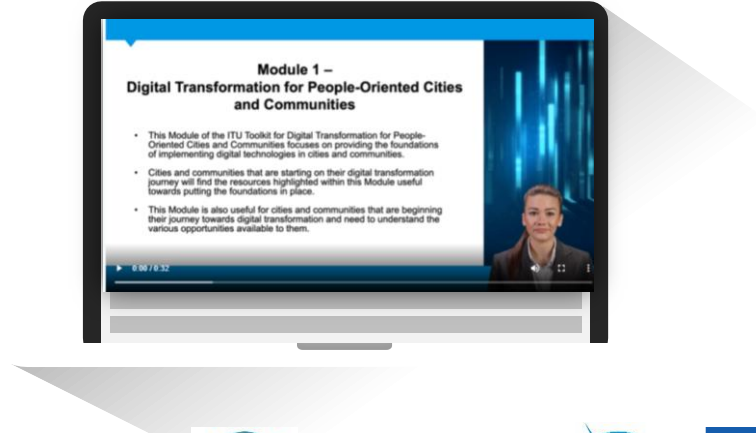 Module 1 –
Digital Transformation for People-Oriented Cities
and Communities
• This Module of the ITU Toolkit for Digital Transformation for People-
Oriented Cities and Communities focuses on providing the foundations
of implementing digital technologies in cities and communities.
• Cities and communities that are starting on their digital transformation
journey will find the resources highlighted within this Module useful
towards putting the foundations in place.
• This Module is also useful for cities and communities that are beginning
their journey towards digital transformation and need to understand the
various opportunities available to them.
0:00 / 0:32